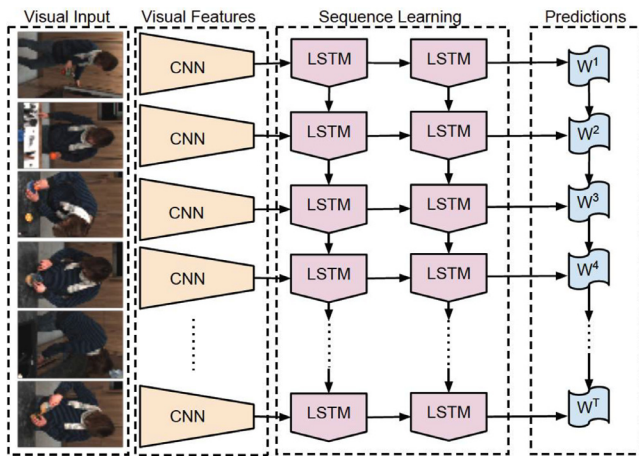 Visual Input Visual Features Sequence Learning Predictions
CNN LSTM LSTM W¹
CNN LSTM LSTM W²
CNN LSTM LSTM W³
CNN LSTM LSTM W⁴
CNN LSTM LSTM Wᵀ